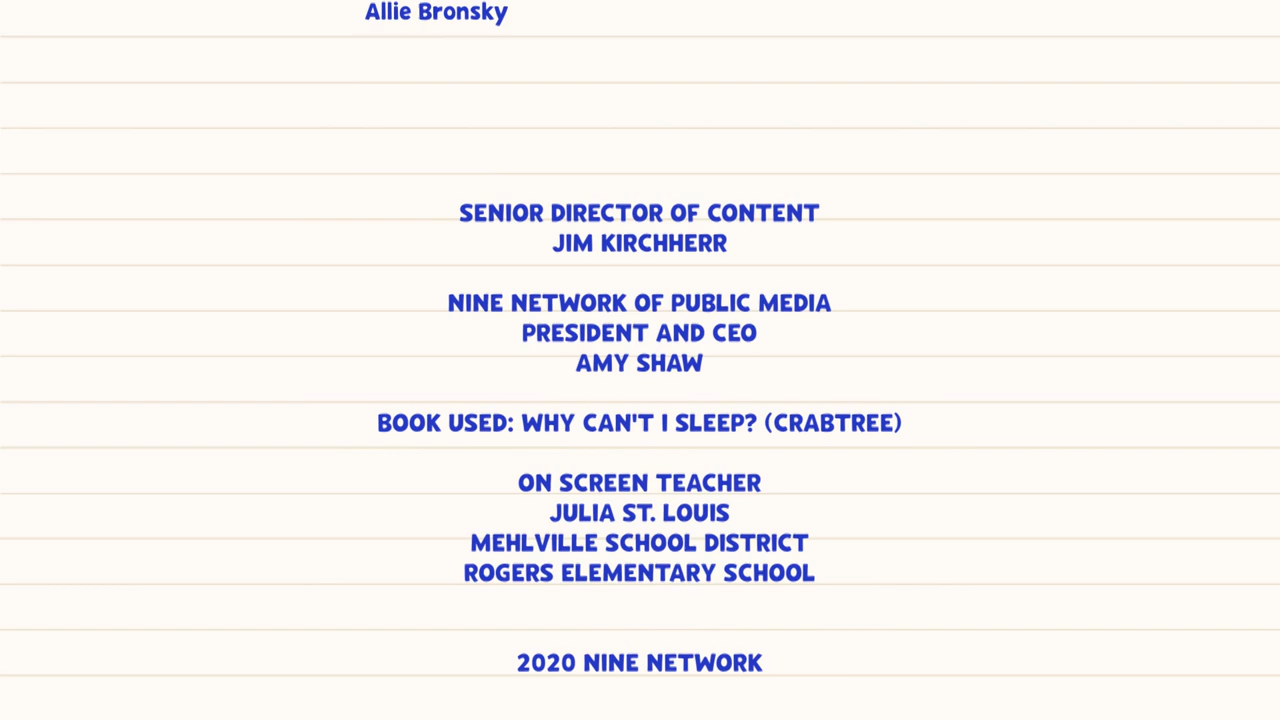 Allie Bronsky
SENIOR DIRECTOR OF CONTENT
JIM KIRCHHERR
NINE NETWORK OF PUBLIC MEDIA
PRESIDENT AND CEO
AMY SHAW
BOOK USED: WHY CAN'T I SLEEP? (CRABTREE)
ON SCREEN TEACHER
JULIA ST. LOUIS
MEHLVILLE SCHOOL DISTRICT
ROGERS ELEMENTARY SCHOOL
2020 NINE NETWORK